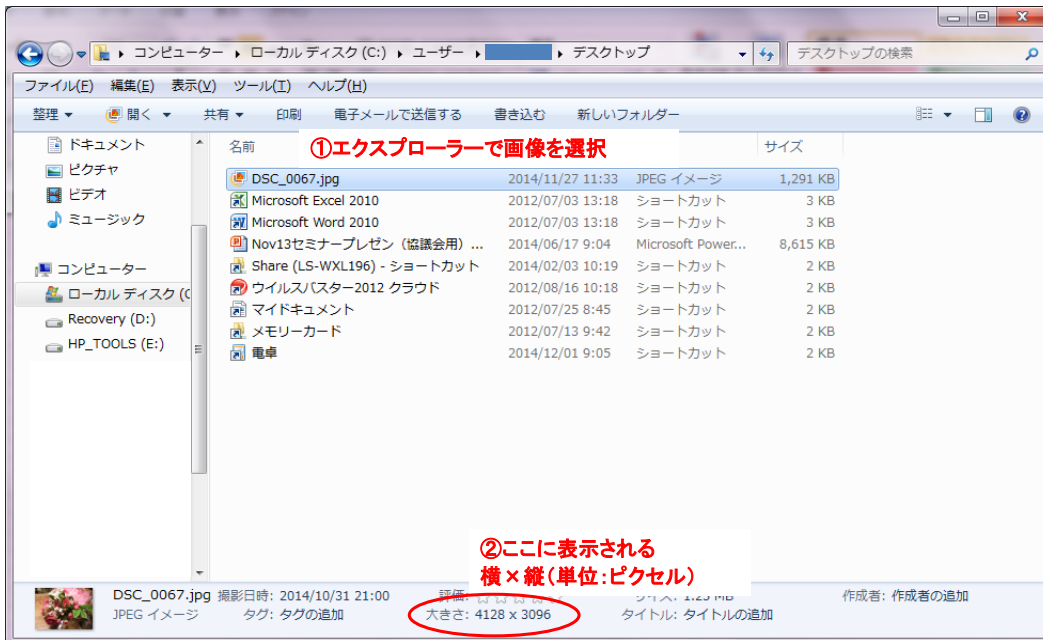 コンピューター ローカル ディスク (C:) ユーザー デスクトップ デスクトップの検索
ファイル(F) 編集(E) 表示(V) ツール(T) ヘルプ(H)
整理 開く 共有 印刷 電子メールで送信する 書き込む 新しいフォルダー
ドキュメント
ピクチャ
ビデオ
ミュージック
コンピューター
ローカル ディスク (C
Recovery (D:)
HP_TOOLS (E:)
名前 サイズ
①エクスプローラーで画像を選択
DSC_0067.jpg 2014/11/27 11:33 JPEG イメージ 1,291 KB
Microsoft Excel 2010 2012/07/03 13:18 ショートカット 3 KB
Microsoft Word 2010 2012/07/03 13:18 ショートカット 3 KB
Nov13セミナープレゼン（協議会用）... 2014/06/17 9:04 Microsoft Power... 8,615 KB
Share (LS-WXL196) - ショートカット 2014/02/03 10:19 ショートカット 2 KB
ウイルスバスター2012 クラウド 2012/08/16 10:18 ショートカット 2 KB
マイドキュメント 2012/07/25 8:45 ショートカット 2 KB
メモリーカード 2012/07/13 9:42 ショートカット 2 KB
電卓 2014/12/01 9:05 ショートカット 2 KB
②ここに表示される
横×縦（単位:ピクセル）
DSC_0067.jpg 撮影日時: 2014/10/31 21:00 評価: サイズ: 1.25 MB 作成者: 作成者の追加
JPEG イメージ タグ: タグの追加 大きさ: 4128 x 3096 タイトル: タイトルの追加